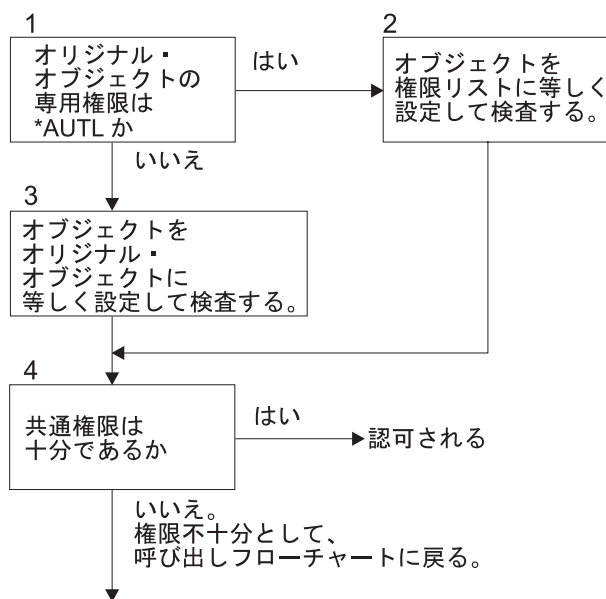 1
オリジナル・
オブジェクトの
専用権限は
*AUTL か
はい
2
オブジェクトを
権限リストに等しく
設定して検査する。
いいえ
3
オブジェクトを
オリジナル・
オブジェクトに
等しく設定して検査する。
4
共通権限は
十分であるか
はい
認可される
いいえ。
権限不十分として、
呼び出しフローチャートに戻る。